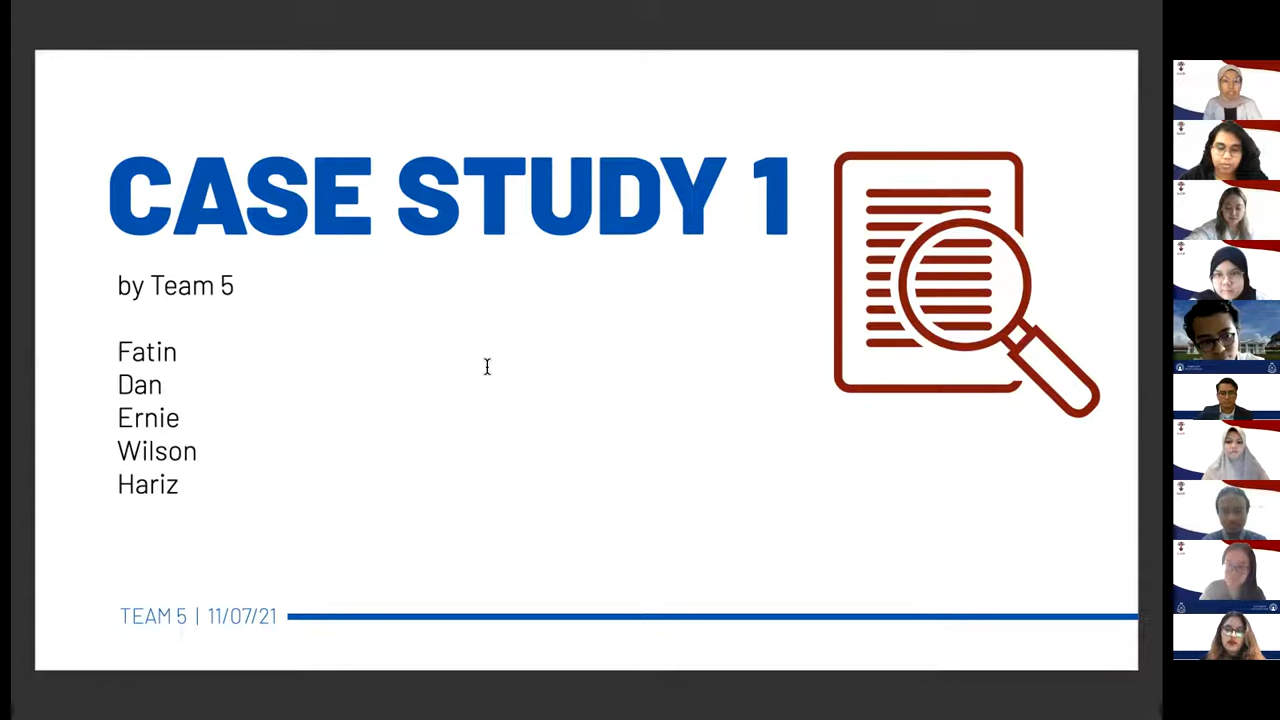 CASE STUDY 1
by Team 5
Fatin
Dan
Ernie
Wilson
Hariz
TEAM 5 | 11/07/21